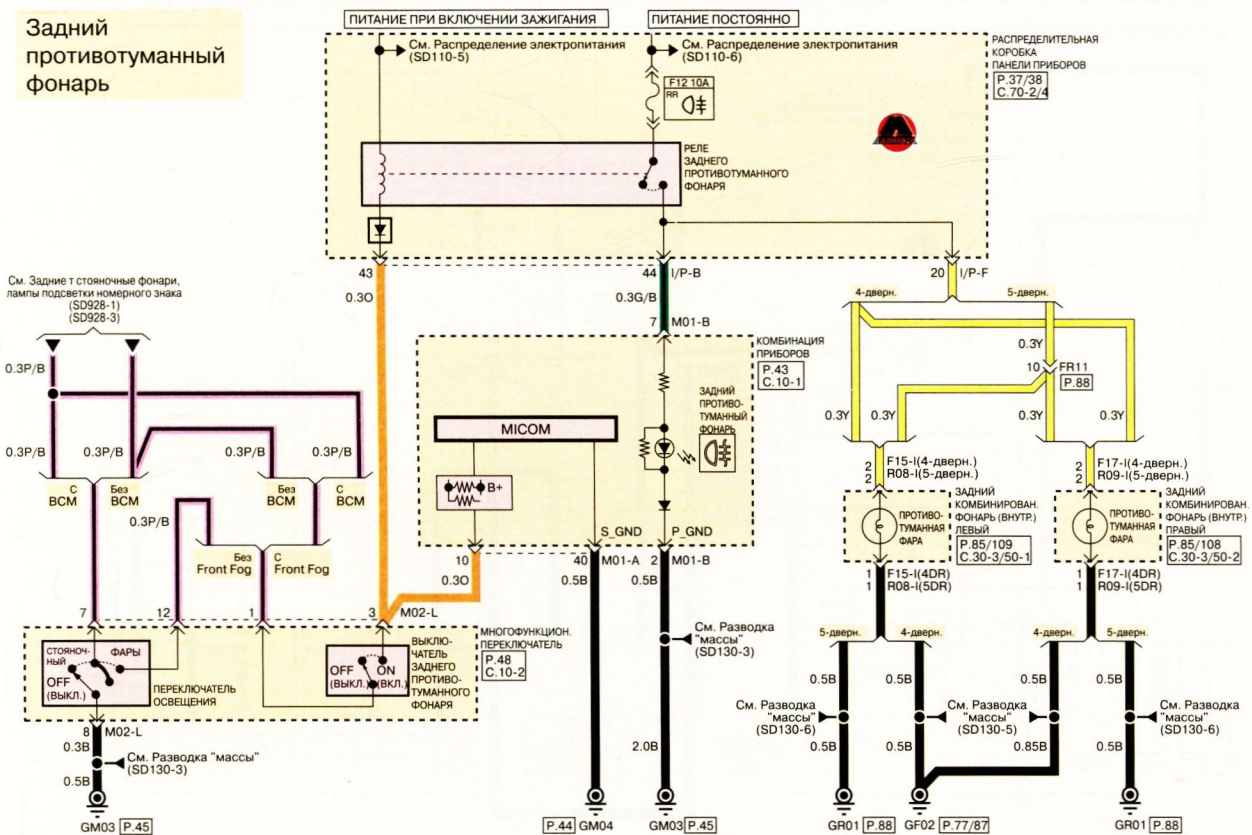 Задний
противотуманный
фонарь
ПИТАНИЕ ПРИ ВКЛЮЧЕНИИ ЗАЖИГАНИЯ
ПИТАНИЕ ПОСТОЯННО
См. Распределение электропитания
(SD110-5)
См. Распределение электропитания
(SD110-6)
F12 10A
RR
РАСПРЕДЕЛИТЕЛЬНАЯ
КОРОБКА
ПАНЕЛИ ПРИБОРОВ
P.37/38
C.70-2/4
РЕЛЕ
ЗАДНЕГО
ПРОТИВОТУМАННОГО
ФОНАРЯ
43
44
I/P-B
20
I/P-F
0.3O
0.3G/B
7
M01-B
4-дверн.
5-дверн.
См. Задние т стояночные фонари,
лампы подсветки номерного знака
(SD928-1)
(SD928-3)
0.3P/B
0.3P/B
0.3P/B
0.3P/B
0.3P/B
С
BCM
Без
BCM
Без
BCM
С
BCM
0.3P/B
Без
Front Fog
С
Front Fog
КОМБИНАЦИЯ
ПРИБОРОВ
P.43
C.10-1
MICOM
B+
ЗАДНИЙ
ПРОТИВО-
ТУМАННЫЙ
ФОНАРЬ
S_GND
P_GND
10
0.3O
40
M01-A
0.5B
2
M01-B
0.5B
0.3Y
10
FR11
P.88
0.3Y
0.3Y
0.3Y
0.3Y
2
2
F15-I(4-дверн.)
R08-I(5-дверн.)
2
2
F17-I(4-дверн.)
R09-I(5-дверн.)
ПРОТИВО-
ТУМАННАЯ
ФАРА
ЗАДНИЙ
КОМБИНИРОВАН.
ФОНАРЬ (ВНУТР.)
ЛЕВЫЙ
P.85/109
C.30-3/50-1
ПРОТИВО-
ТУМАННАЯ
ФАРА
ЗАДНИЙ
КОМБИНИРОВАН.
ФОНАРЬ (ВНУТР.)
ПРАВЫЙ
P.85/108
C.30-3/50-2
1
1
F15-I(4DR)
R08-I(5DR)
1
1
F17-I(4DR)
R09-I(5DR)
7
12
1
3
M02-L
СТОЯНОЧ-
НЫЙ
ФАРЫ
OFF
(ВЫКЛ.)
ПЕРЕКЛЮЧАТЕЛЬ
ОСВЕЩЕНИЯ
OFF
(ВЫКЛ.)
ON
(ВКЛ.)
ВЫКЛЮ-
ЧАТЕЛЬ
ЗАДНЕГО
ПРОТИВО-
ТУМАННОГО
ФОНАРЯ
МНОГОФУНКЦИОН.
ПЕРЕКЛЮЧАТЕЛЬ
P.48
C.10-2
См. Разводка
"массы"
(SD130-3)
2.0B
8
M02-L
0.3B
См. Разводка "массы"
(SD130-3)
0.5B
GM03
P.45
P.44
GM04
GM03
P.45
5-дверн.
4-дверн.
4-дверн.
5-дверн.
0.5B
0.5B
0.5B
0.5B
См. Разводка
"массы"
(SD130-6)
См. Разводка
"массы"
(SD130-5)
См. Разводка
"массы"
(SD130-6)
0.5B
0.5B
0.85B
0.5B
GR01
P.88
GF02
P.77/87
GR01
P.88